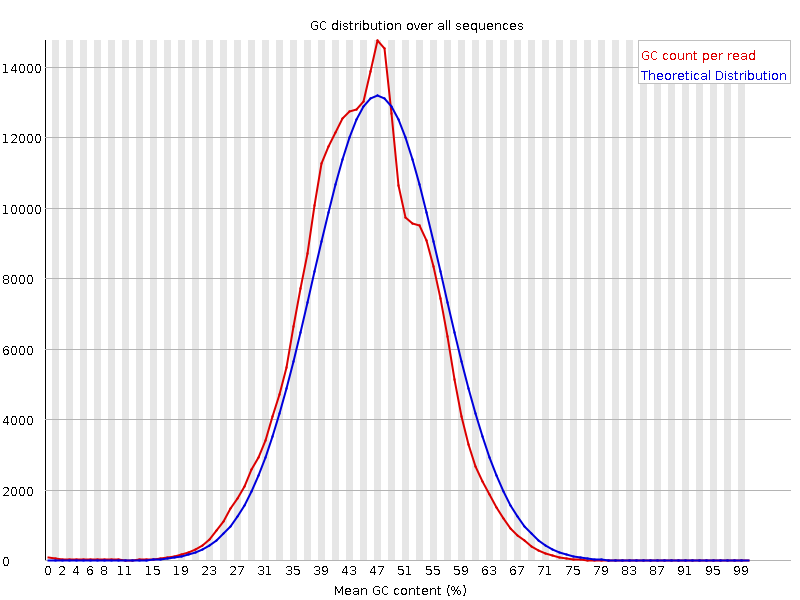 GC distribution over all sequences
GC count per read
Theoretical Distribution
14000
12000
10000
8000
6000
4000
2000
0
0 2 4 6 8 11 15 19 23 27 31 35 39 43 47 51 55 59 63 67 71 75 79 83 87 91 95 99
Mean GC content (%)